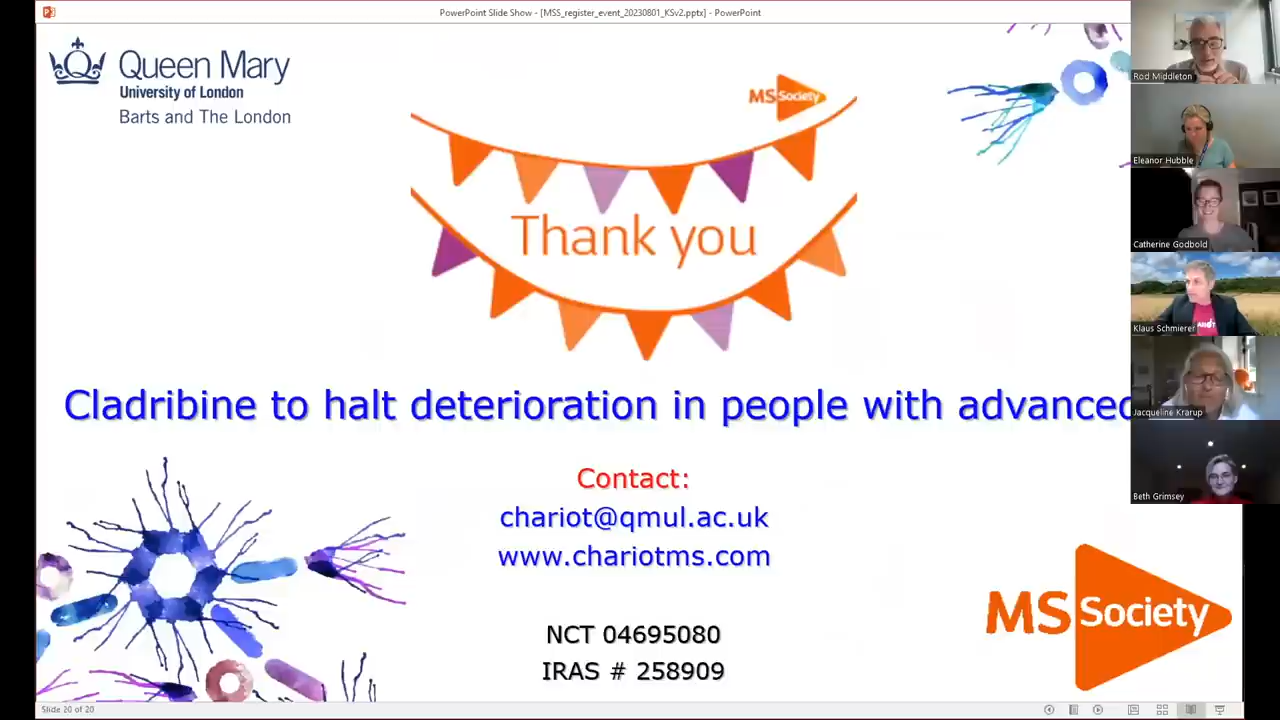 PowerPoint Slide Show - [MSS_register_event_20230801_KSv2.pptx] - PowerPoint
Queen Mary
University of London
Barts and The London
MS Society
Thank you
Cladribine to halt deterioration in people with advanced
Contact:
chariot@qmul.ac.uk
www.chariotms.com
NCT 04695080
IRAS # 258909
MS Society
Slide 20 of 20
Rod Middleton
Eleanor Hubble
Catherine Godbold
Klaus Schmierer
Jacqueline Krarup
Beth Grimsey